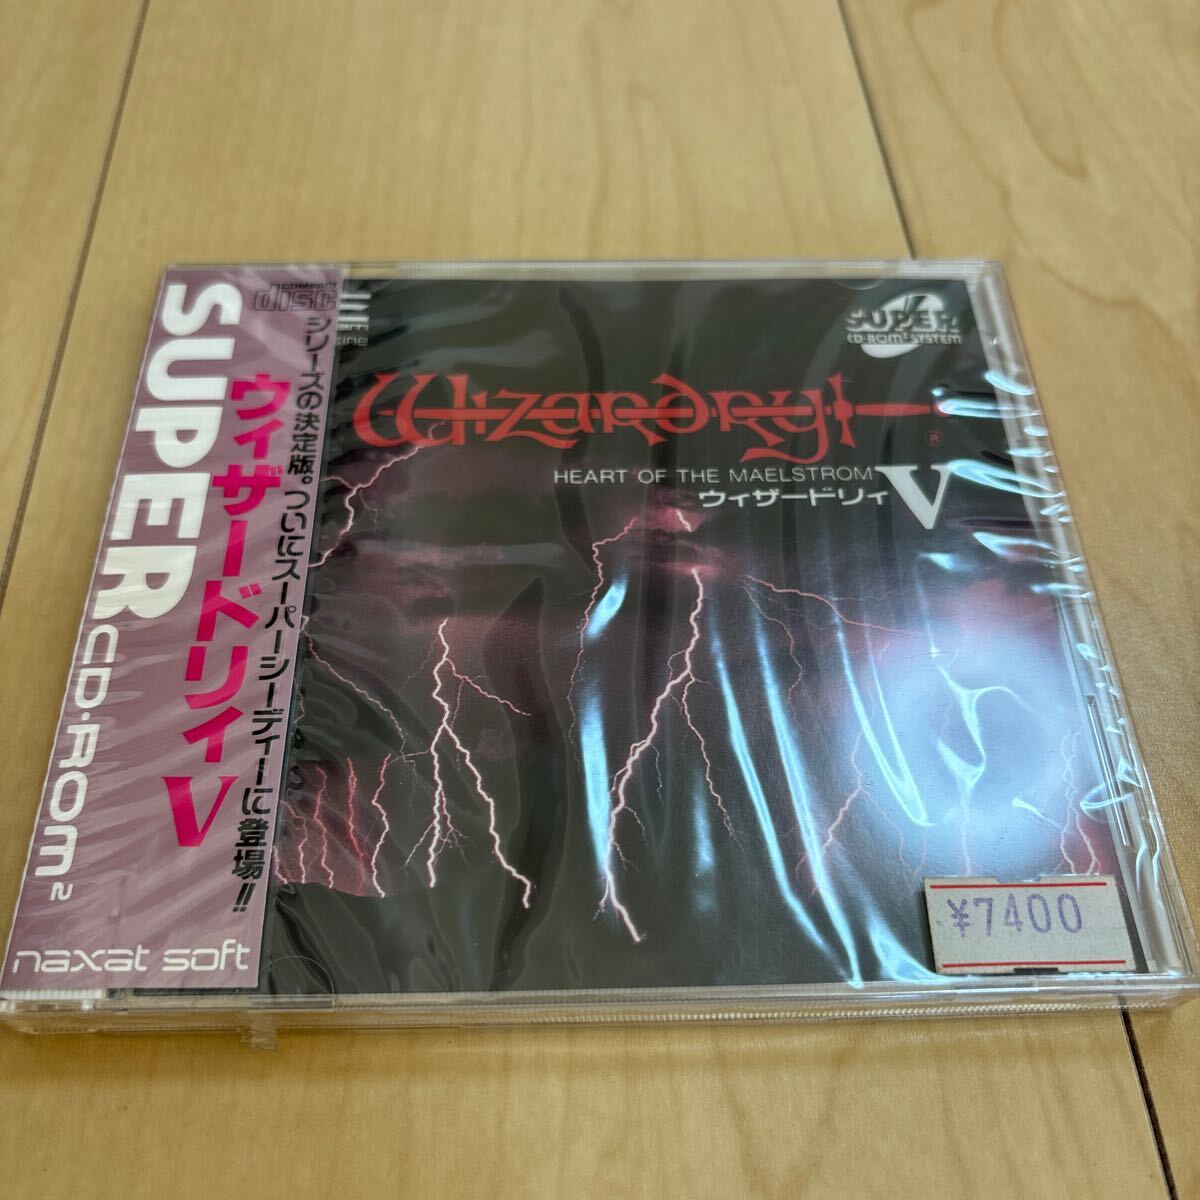 COMPACT
disc
SUPER CD·ROM²
シリーズの決定版。ついにスーパーシーディーに登場!!
ウィザードリィV
naxat soft
SUPER
CD-ROM² SYSTEM
Wizardry
®
HEART OF THE MAELSTROM
ウィザードリィ
V
¥7400